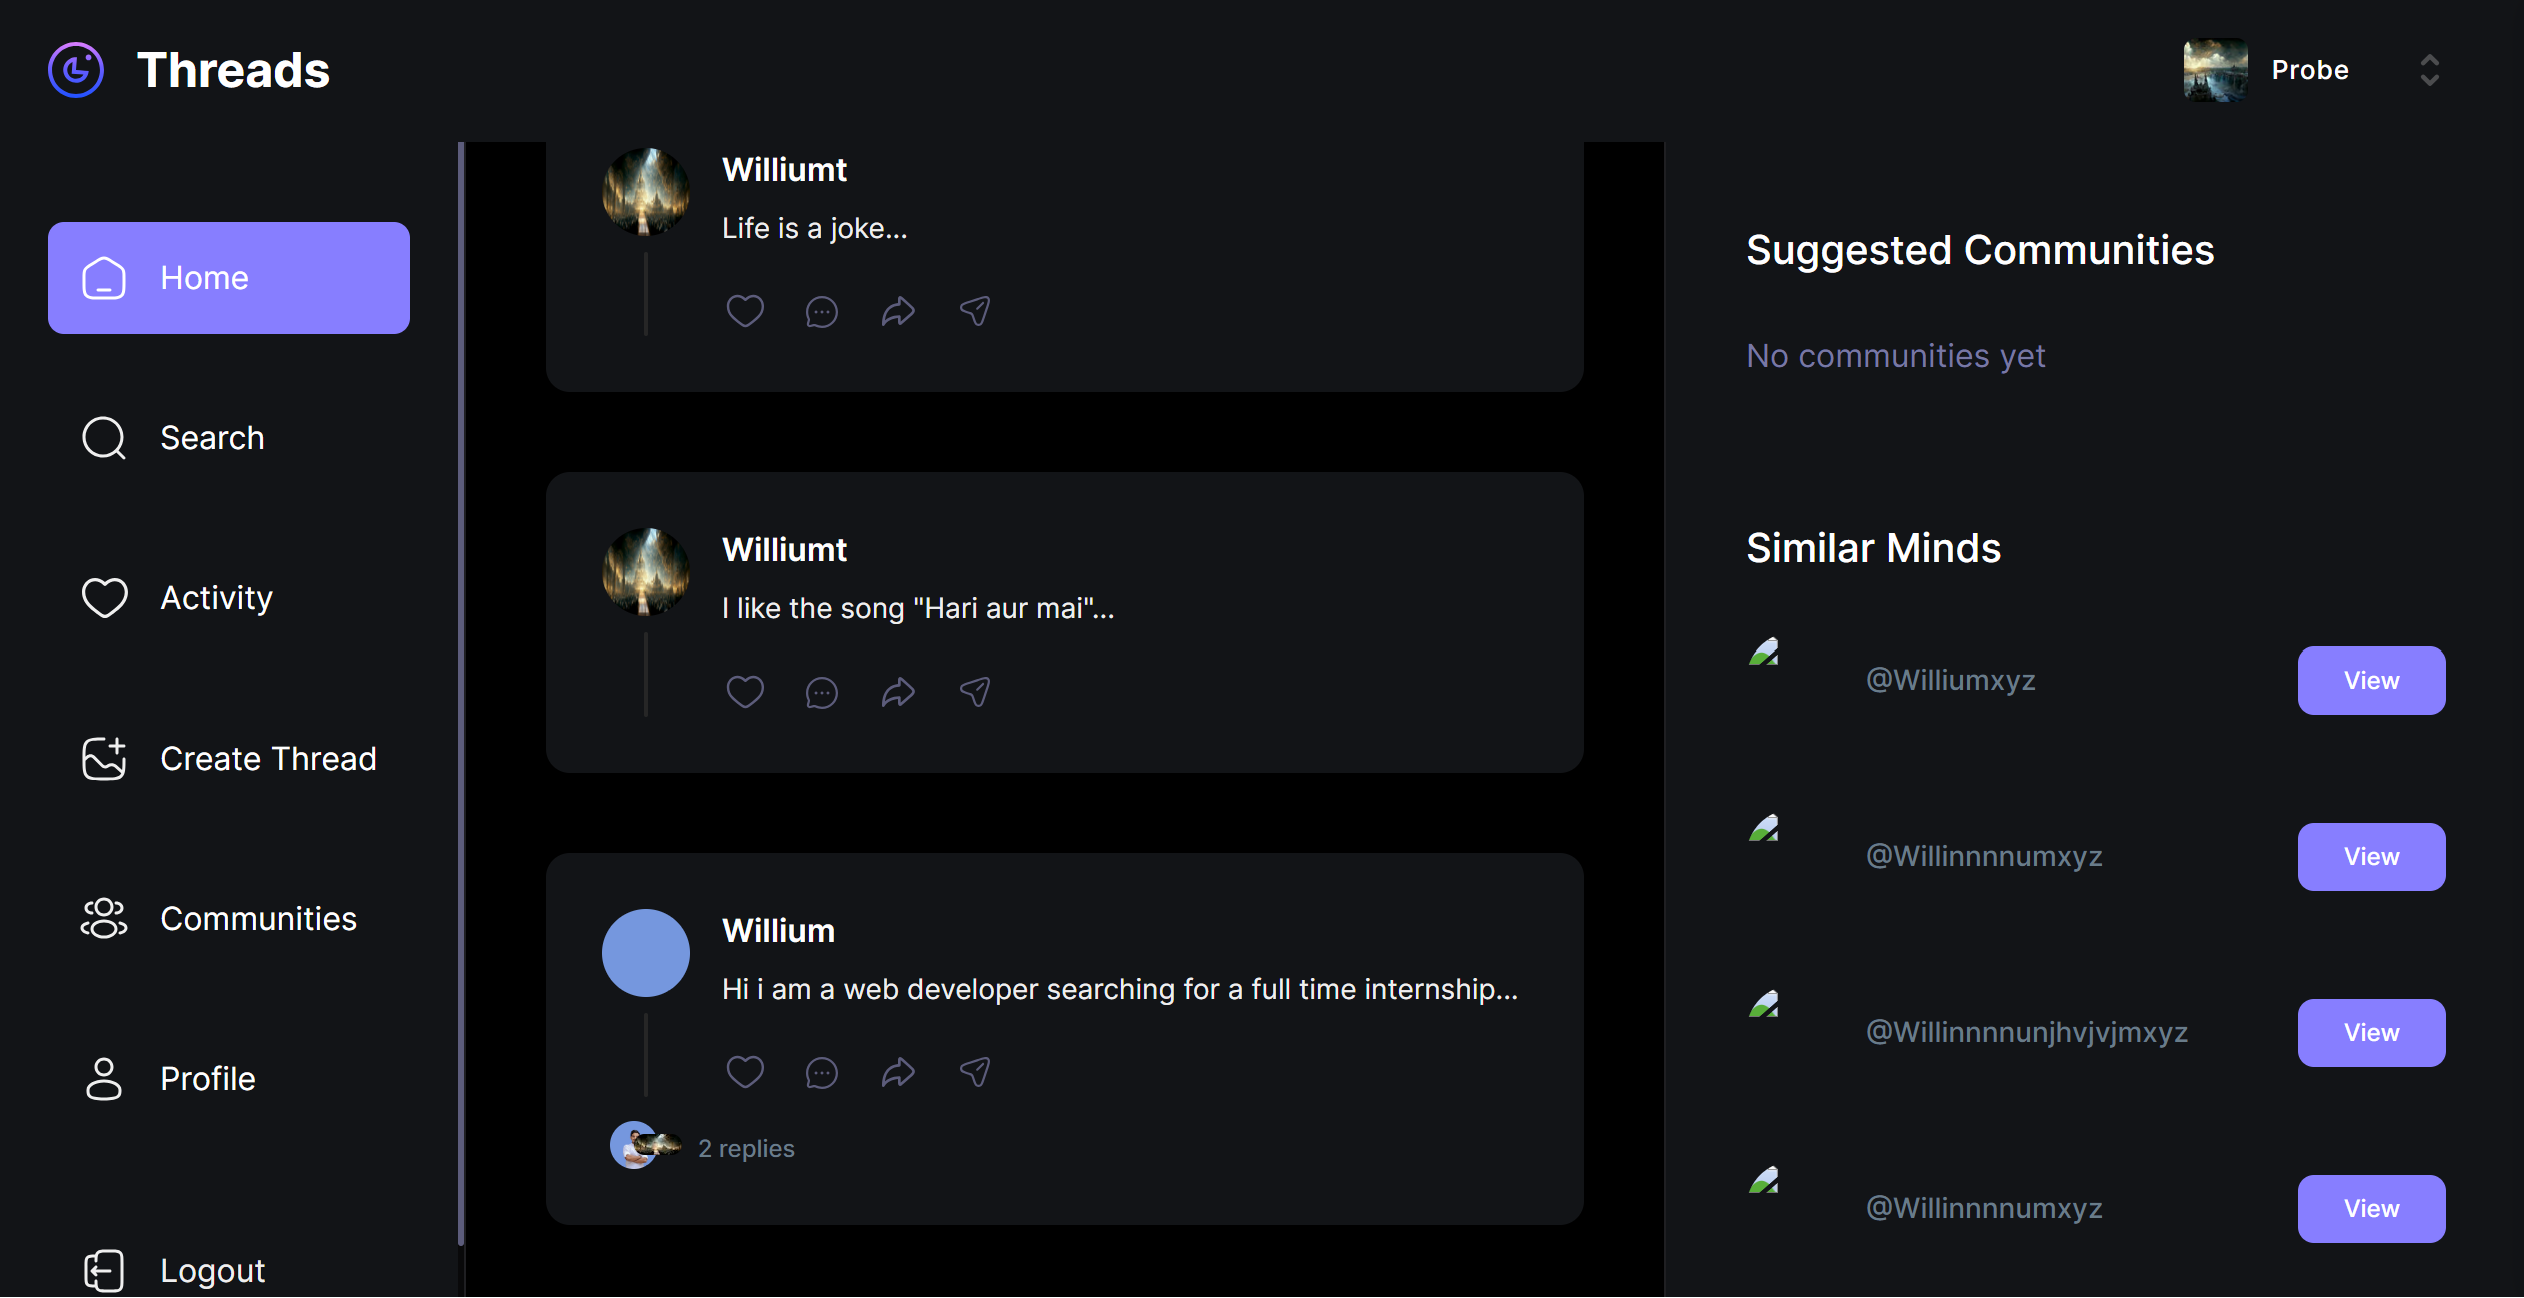 Threads
Probe
Home
Search
Activity
Create Thread
Communities
Profile
Logout
Williumt
Life is a joke...
Williumt
I like the song "Hari aur mai"...
Willium
Hi i am a web developer searching for a full time internship...
2 replies
Suggested Communities
No communities yet
Similar Minds
@Williumxyz
View
@Willinnnnumxyz
View
@Willinnnnunjhvjvjmxyz
View
@Willinnnnumxyz
View